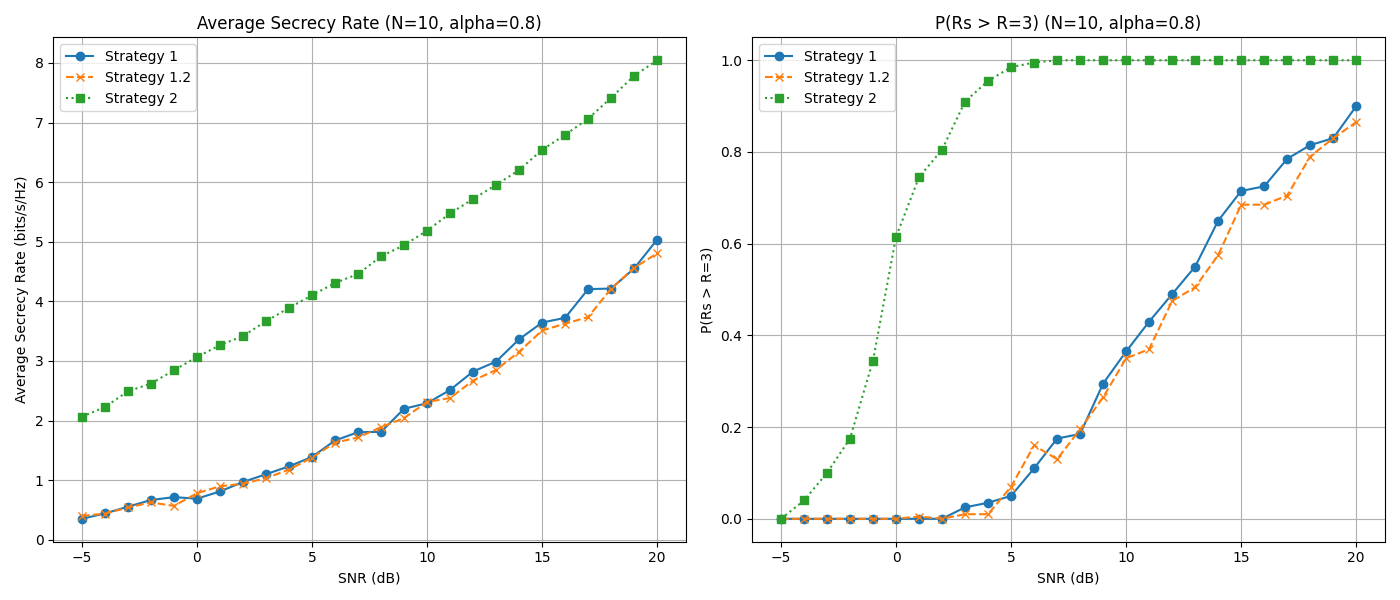 Average Secrecy Rate (N=10, alpha=0.8)
Strategy 1
Strategy 1.2
Strategy 2
Average Secrecy Rate (bits/s/Hz)
8
7
6
5
4
3
2
1
0
−5
0
5
10
15
20
SNR (dB)
P(Rs > R=3) (N=10, alpha=0.8)
Strategy 1
Strategy 1.2
Strategy 2
P(Rs > R=3)
1.0
0.8
0.6
0.4
0.2
0.0
−5
0
5
10
15
20
SNR (dB)